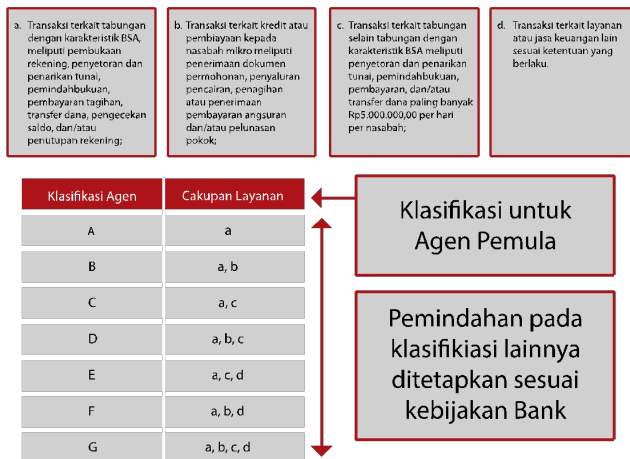 a. Transaksi terkait tabungan
dengan karakteristik BSA,
meliputi pembukaan
rekening, penyetoran dan
penarikan tunai,
pemindahbukuan,
pembayaran tagihan,
transfer dana, pengecekan
saldo, dan/atau
penutupan rekening;
b. Transaksi terkait kredit atau
pembiayaan kepada
nasabah mikro meliputi
penerimaan dokumen
permohonan, penyaluran
pencairan, penagihan
atau penerimaan
pembayaran angsuran
dan/atau pelunasan
pokok;
c. Transaksi terkait tabungan
selain tabungan dengan
karakteristik BSA meliputi
penyetoran dan penarikan
tunai, pemindahbukuan,
pembayaran, dan/atau
transfer dana paling banyak
Rp5.000.000,00 per hari
per nasabah;
d. Transaksi terkait layanan
atau jasa keuangan lain
sesuai ketentuan yang
berlaku.
Klasifikasi Agen Cakupan Layanan
A a
B a, b
C a, c
D a, b, c
E a, c, d
F a, b, d
G a, b, c, d
Klasifikasi untuk
Agen Pemula
Pemindahan pada
klasifikiasi lainnya
ditetapkan sesuai
kebijakan Bank